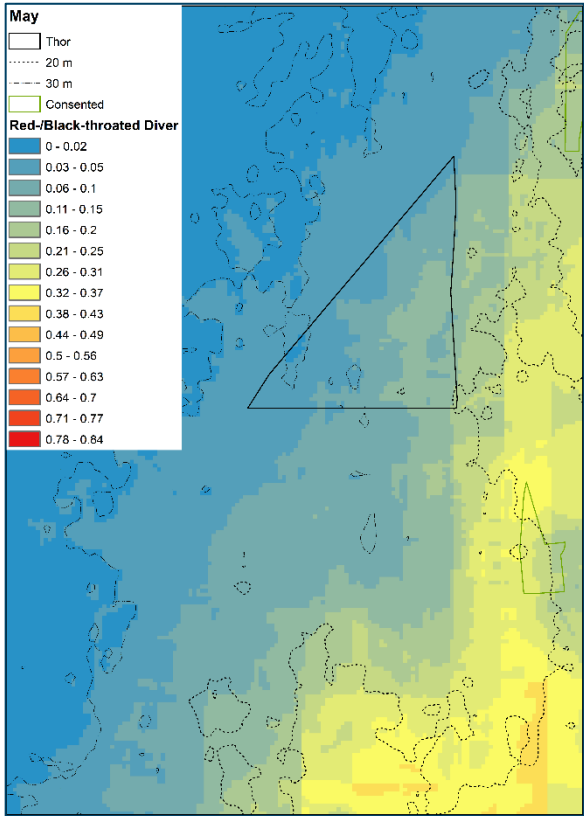 May
Thor
20 m
30 m
Consented
Red-/Black-throated Diver
0 - 0.02
0.03 - 0.05
0.06 - 0.1
0.11 - 0.15
0.16 - 0.2
0.21 - 0.25
0.26 - 0.31
0.32 - 0.37
0.38 - 0.43
0.44 - 0.49
0.5 - 0.56
0.57 - 0.63
0.64 - 0.7
0.71 - 0.77
0.78 - 0.84